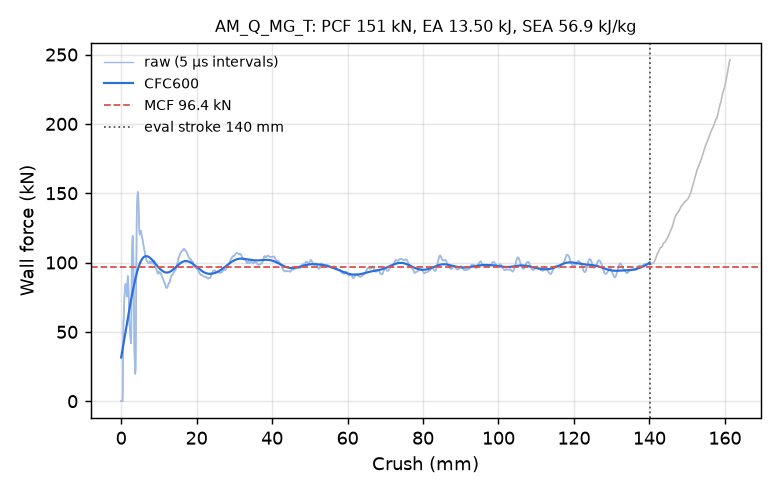 AM_Q_MG_T: PCF 151 kN, EA 13.50 kJ, SEA 56.9 kJ/kg
raw (5 µs intervals)
CFC600
MCF 96.4 kN
eval stroke 140 mm
Wall force (kN)
250
200
150
100
50
0
0 20 40 60 80 100 120 140 160
Crush (mm)